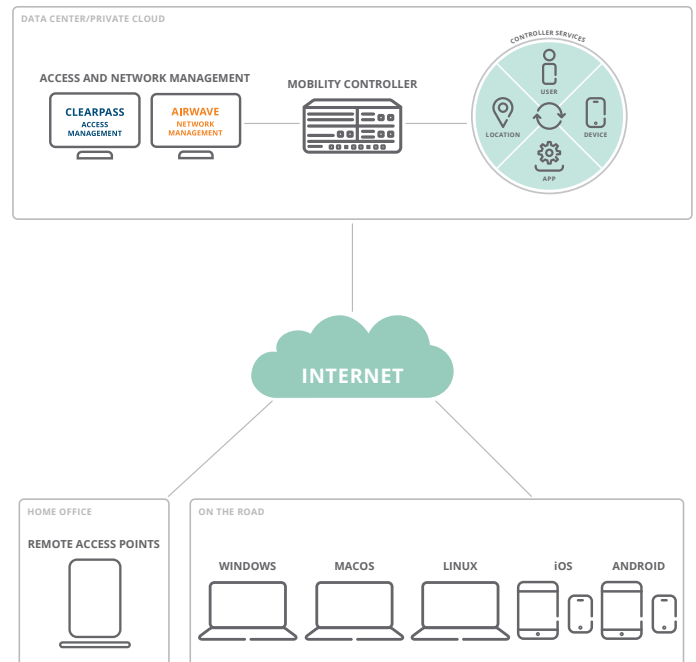 DATA CENTER/PRIVATE CLOUD
ACCESS AND NETWORK MANAGEMENT
CLEARPASS
ACCESS
MANAGEMENT
AIRWAVE
NETWORK
MANAGEMENT
MOBILITY CONTROLLER
CONTROLLER SERVICES
USER
LOCATION
DEVICE
APP
INTERNET
HOME OFFICE
REMOTE ACCESS POINTS
ON THE ROAD
WINDOWS
MACOS
LINUX
iOS
ANDROID